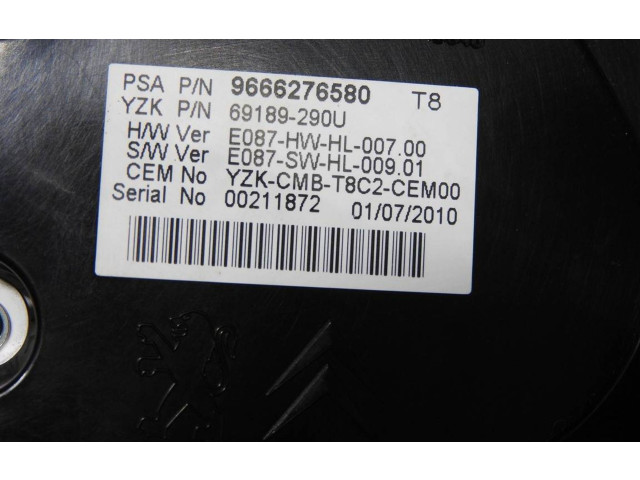 PSA P/N 9666276580 T8
YZK P/N 69189-290U
H/W Ver E087-HW-HL-007.00
S/W Ver E087-SW-HL-009.01
CEM No YZK-CMB-T8C2-CEM00
Serial No 00211872 01/07/2010